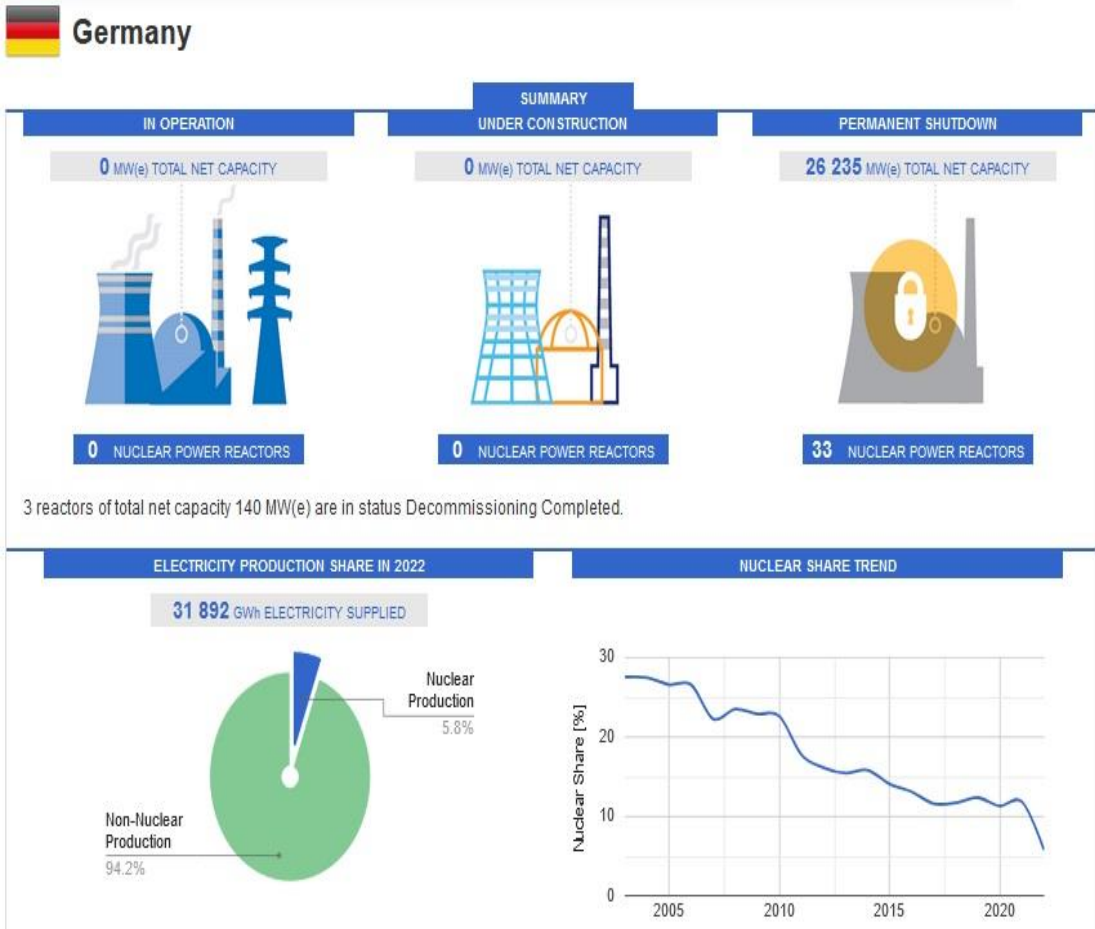 Germany
SUMMARY
IN OPERATION
UNDER CONSTRUCTION
PERMANENT SHUTDOWN
0 MW(e) TOTAL NET CAPACITY
0 MW(e) TOTAL NET CAPACITY
26 235 MW(e) TOTAL NET CAPACITY
0 NUCLEAR POWER REACTORS
0 NUCLEAR POWER REACTORS
33 NUCLEAR POWER REACTORS
3 reactors of total net capacity 140 MW(e) are in status Decommissioning Completed.
ELECTRICITY PRODUCTION SHARE IN 2022
31 892 GWh ELECTRICITY SUPPLIED
Nuclear
Production
5.8%
Non-Nuclear
Production
94.2%
NUCLEAR SHARE TREND
Nuclear Share [%]
30
20
10
0
2005
2010
2015
2020